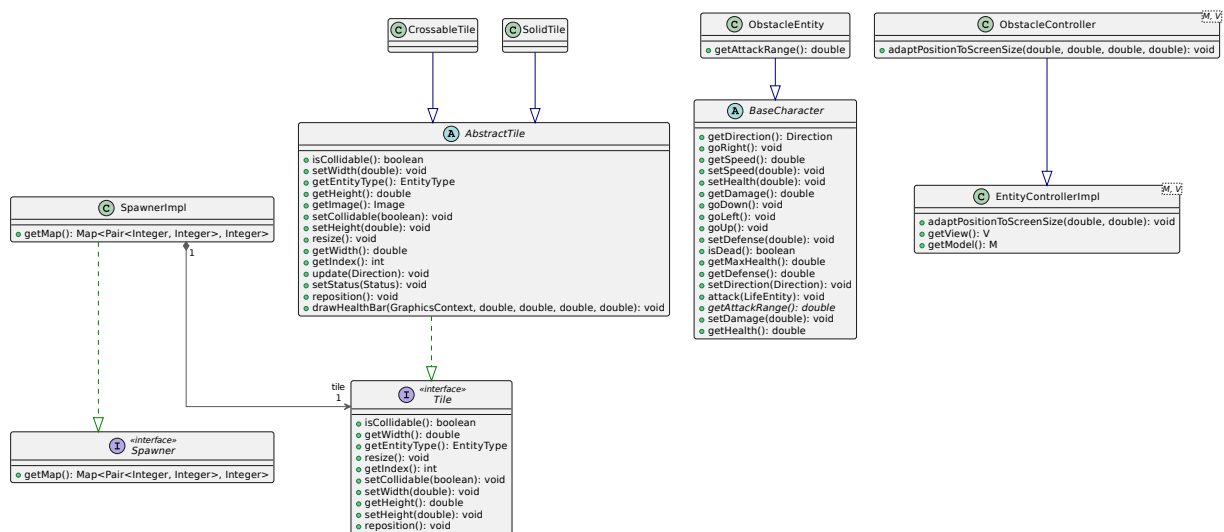 C CrossableTile
C SolidTile
C ObstacleEntity
getAttackRange(): double
C ObstacleController
M, V
adaptPositionToScreenSize(double, double, double, double): void
A AbstractTile
isCollidable(): boolean
setWidth(double): void
getEntityType(): EntityType
getHeight(): double
getImage(): Image
setCollidable(boolean): void
setHeight(double): void
resize(): void
getWidth(): double
getIndex(): int
update(Direction): void
setStatus(Status): void
reposition(): void
drawHealthBar(GraphicsContext, double, double, double, double): void
A BaseCharacter
getDirection(): Direction
goRight(): void
getSpeed(): double
setSpeed(double): void
setHealth(double): void
getDamage(): double
goDown(): void
goLeft(): void
goUp(): void
setDefense(double): void
isDead(): boolean
getMaxHealth(): double
getDefense(): double
setDirection(Direction): void
attack(LifeEntity): void
getAttackRange(): double
setDamage(double): void
getHealth(): double
C EntityControllerImpl
M, V
adaptPositionToScreenSize(double, double): void
getView(): V
getModel(): M
C SpawnerImpl
getMap(): Map<Pair<Integer, Integer>, Integer>
1
tile
1
I «interface»
Spawner
getMap(): Map<Pair<Integer, Integer>, Integer>
I «interface»
Tile
isCollidable(): boolean
getWidth(): double
getEntityType(): EntityType
resize(): void
getIndex(): int
setCollidable(boolean): void
setWidth(double): void
getHeight(): double
setHeight(double): void
reposition(): void